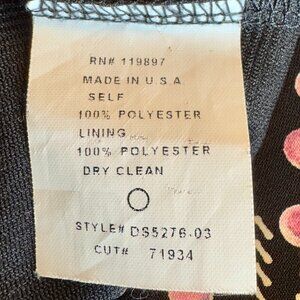 RN# 119897
MADE IN U.S.A
SELF
100% POLYESTER
LINING
100% POLYESTER
DRY CLEAN
STYLE# DS5276-03
CUT# 71934